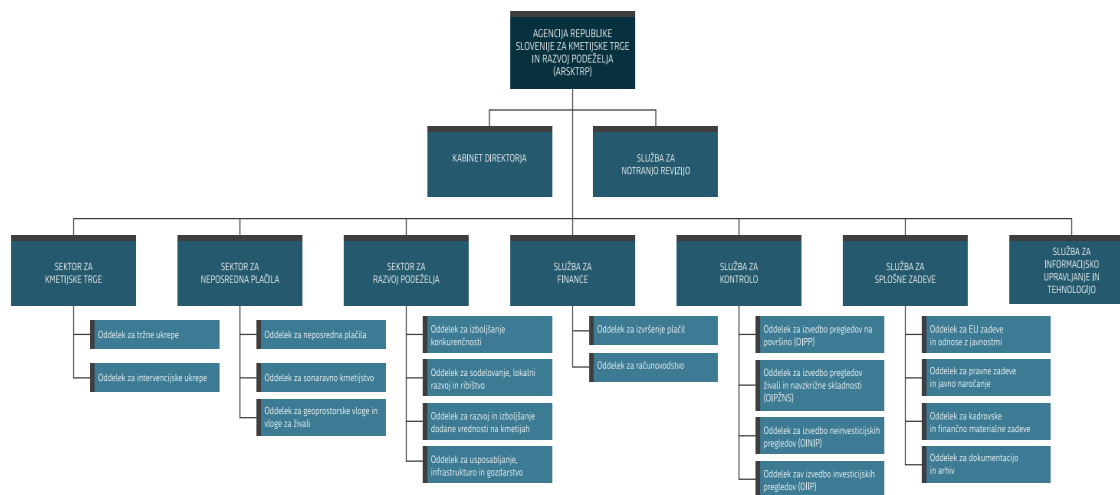 AGENCIJA REPUBLIKE
SLOVENIJE ZA KMETIJSKE TRGE
IN RAZVOJ PODEŽELJA
(ARSKTRP)
KABINET DIREKTORJA
SLUŽBA ZA
NOTRANJO REVIZIJO
SEKTOR ZA
KMETIJSKE TRGE
SEKTOR ZA
NEPOSREDNA PLAČILA
SEKTOR ZA
RAZVOJ PODEŽELJA
SLUŽBA ZA
FINANCE
SLUŽBA ZA
KONTROLO
SLUŽBA ZA
SPLOŠNE ZADEVE
SLUŽBA ZA
INFORMACIJSKO
UPRAVLJANJE IN
TEHNOLOGIJO
Oddelek za tržne ukrepe
Oddelek za intervencijske ukrepe
Oddelek za neposredna plačila
Oddelek za sonaravno kmetijstvo
Oddelek za geoprostorske vloge in
vloge za živali
Oddelek za izboljšanje
konkurenčnosti
Oddelek za sodelovanje, lokalni
razvoj in ribištvo
Oddelek za razvoj in izboljšanje
dodane vrednosti na kmetijah
Oddelek za usposabljanje,
infrastrukturo in gozdarstvo
Oddelek za izvršenje plačil
Oddelek za računovodstvo
Oddelek za izvedbo pregledov na
površino (OIPP)
Oddelek za izvedbo pregledov
živali in navzkrižne skladnosti
(OIPŽNS)
Oddelek za izvedbo neinvesticijskih
pregledov (OINIP)
Oddelek zav izvedbo investicijskih
pregledov (OIIP)
Oddelek za EU zadeve
in odnose z javnostmi
Oddelek za pravne zadeve
in javno naročanje
Oddelek za kadrovske
in finančno materialne zadeve
Oddelek za dokumentacijo
in arhiv